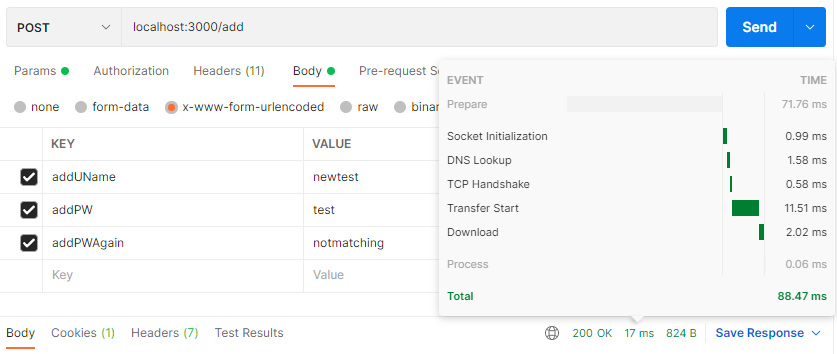 POST localhost:3000/add Send
Params Authorization Headers (11) Body Pre-request
none form-data x-www-form-urlencoded raw
KEY VALUE
addUName newtest
addPW test
addPWAgain notmatching
Key Value
EVENT TIME
Prepare 71.76 ms
Socket Initialization 0.99 ms
DNS Lookup 1.58 ms
TCP Handshake 0.58 ms
Transfer Start 11.51 ms
Download 2.02 ms
Process 0.06 ms
Total 88.47 ms
Body Cookies (1) Headers (7) Test Results 200 OK 17 ms 824 B Save Response